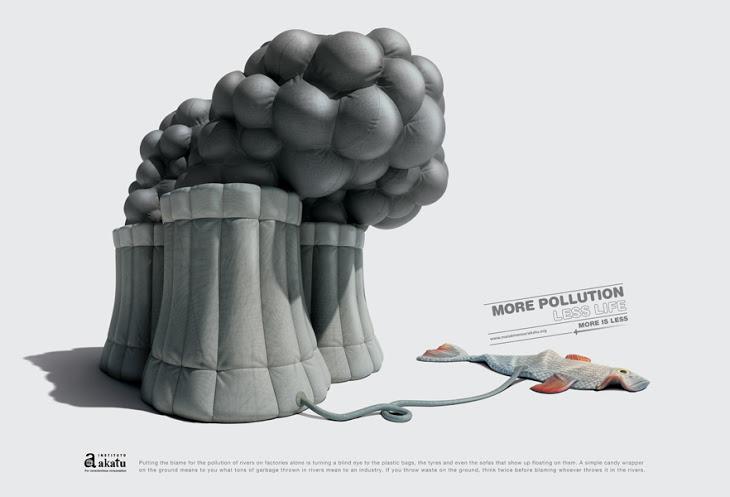 MORE POLLUTION
LESS LIFE
MORE IS LESS
INSTITUTO
akatu
For conscious consumption
Putting the blame for the pollution of rivers on factories alone is turning a blind eye to the plastic bags, the tyres and even the sofas that show up floating on them. A simple candy wrapper
on the ground means to you what tons of garbage thrown in rivers mean to an industry. If you throw waste on the ground, think twice before blaming whoever throws it in the rivers.